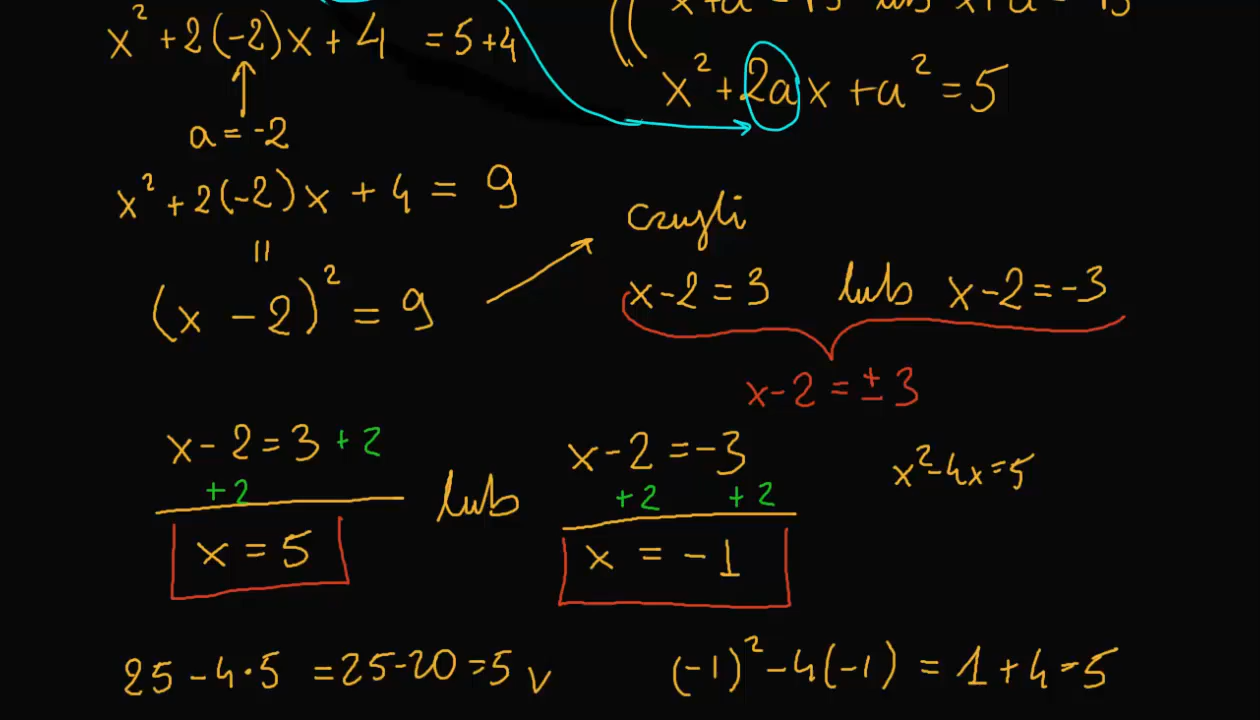 x² + 2(-2)x + 4 = 5+4
a = -2
x² + 2(-2)x + 4 = 9
=
(x - 2)² = 9
x² + 2a x + a² = 5
czyli
x-2 = 3 lub x-2 = -3
x-2 = ± 3
x - 2 = 3 + 2
+2
x = 5
lub
x-2 = -3
+2 +2
x = -1
x²-4x=5
25 - 4·5 = 25-20 = 5 v
(-1)² - 4(-1) = 1 + 4 = 5